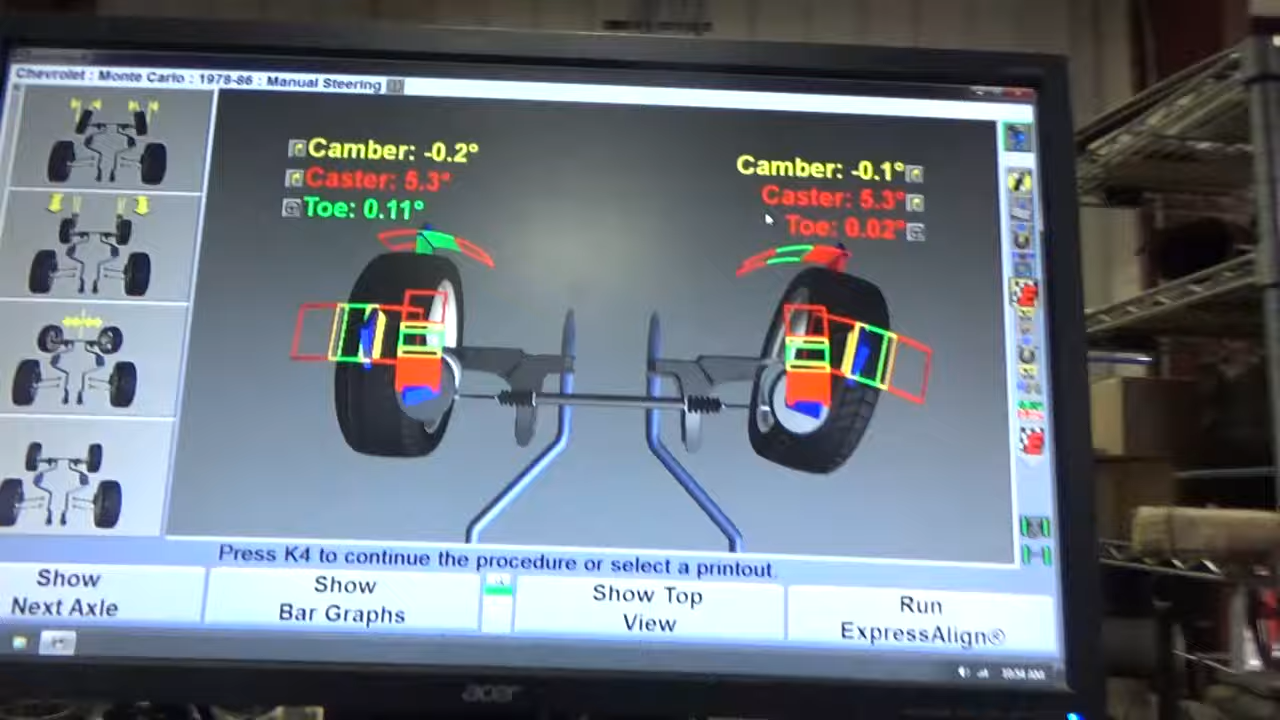 Chevrolet : Monte Carlo : 1978-86 : Manual Steering
Camber: -0.2°
Caster: 5.3°
Toe: 0.11°
Camber: -0.1°
Caster: 5.3°
Toe: 0.02°
Press K4 to continue the procedure or select a printout.
Show
Next Axle
Show
Bar Graphs
Show Top
View
Run
ExpressAlign®
acer